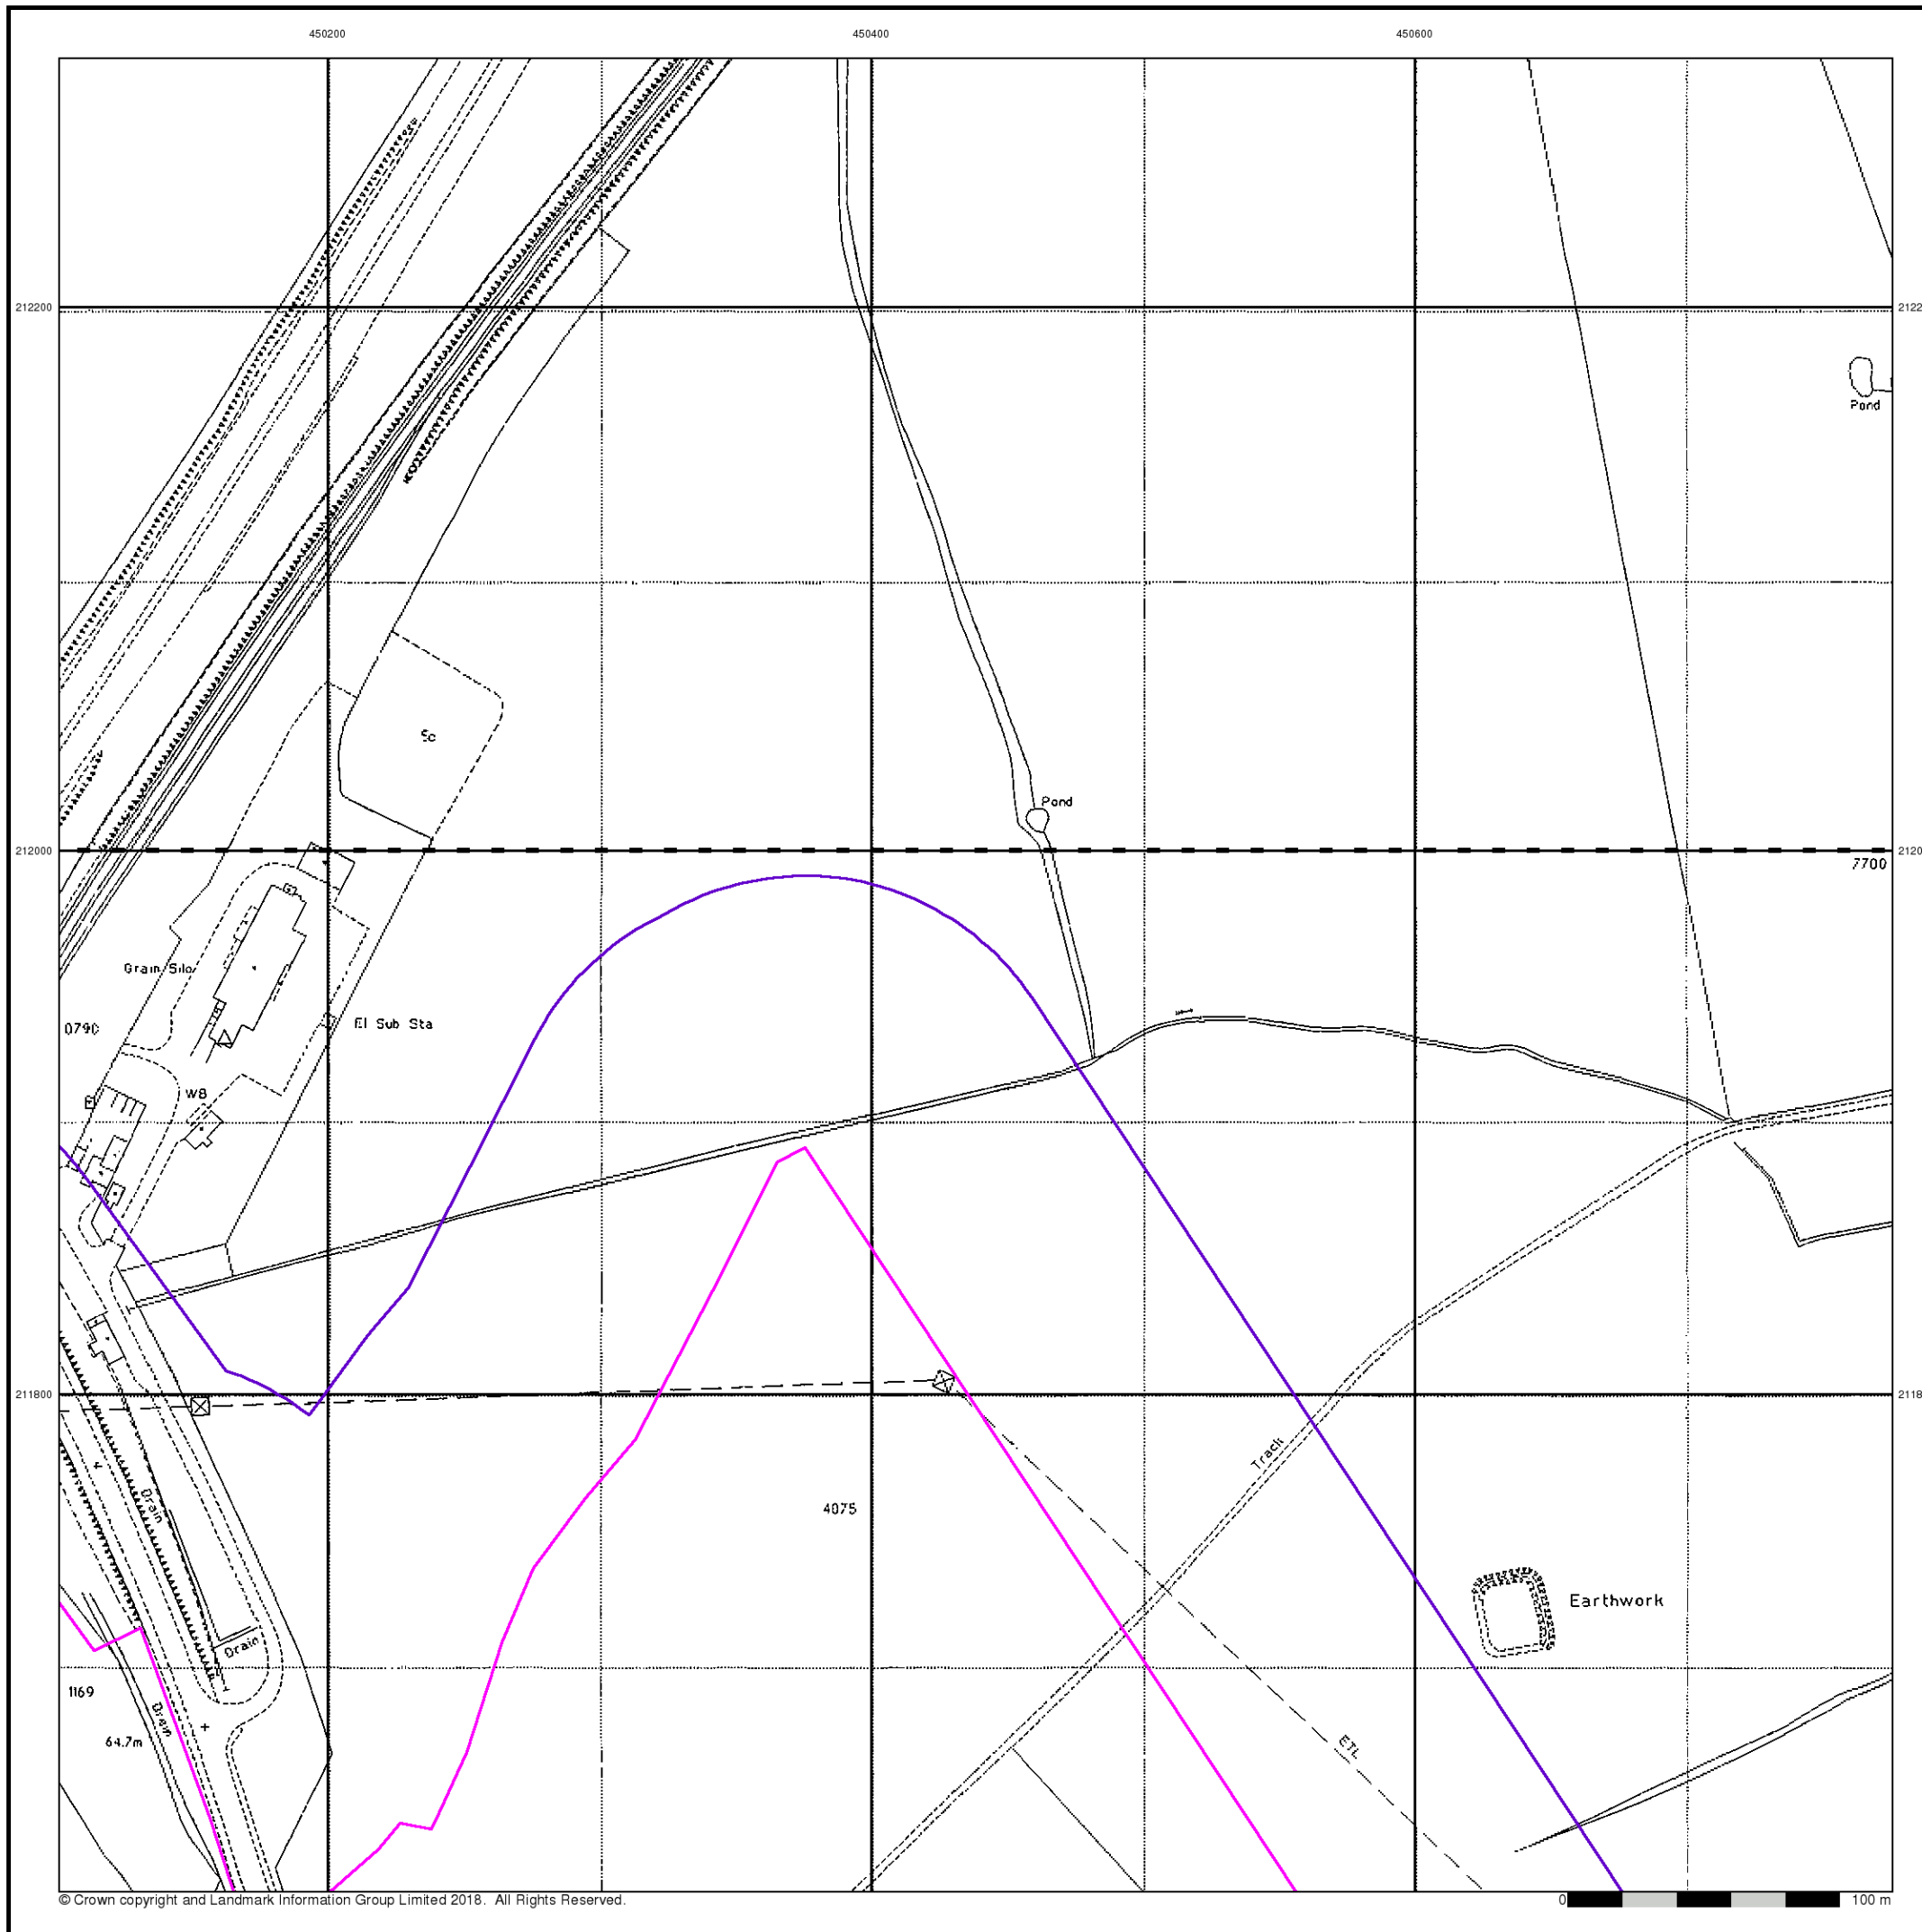 450200
450400
450600
212200
2122
Pond
Sc
Pond
212000
2120
7700
Grain Silo
0790
El Sub Sta
WB
211800
2118
Track
Drain
4075
Earthwork
Drain
1169
Drain
64.7m
ETL
© Crown copyright and Landmark Information Group Limited 2018. All Rights Reserved.
0
100 m